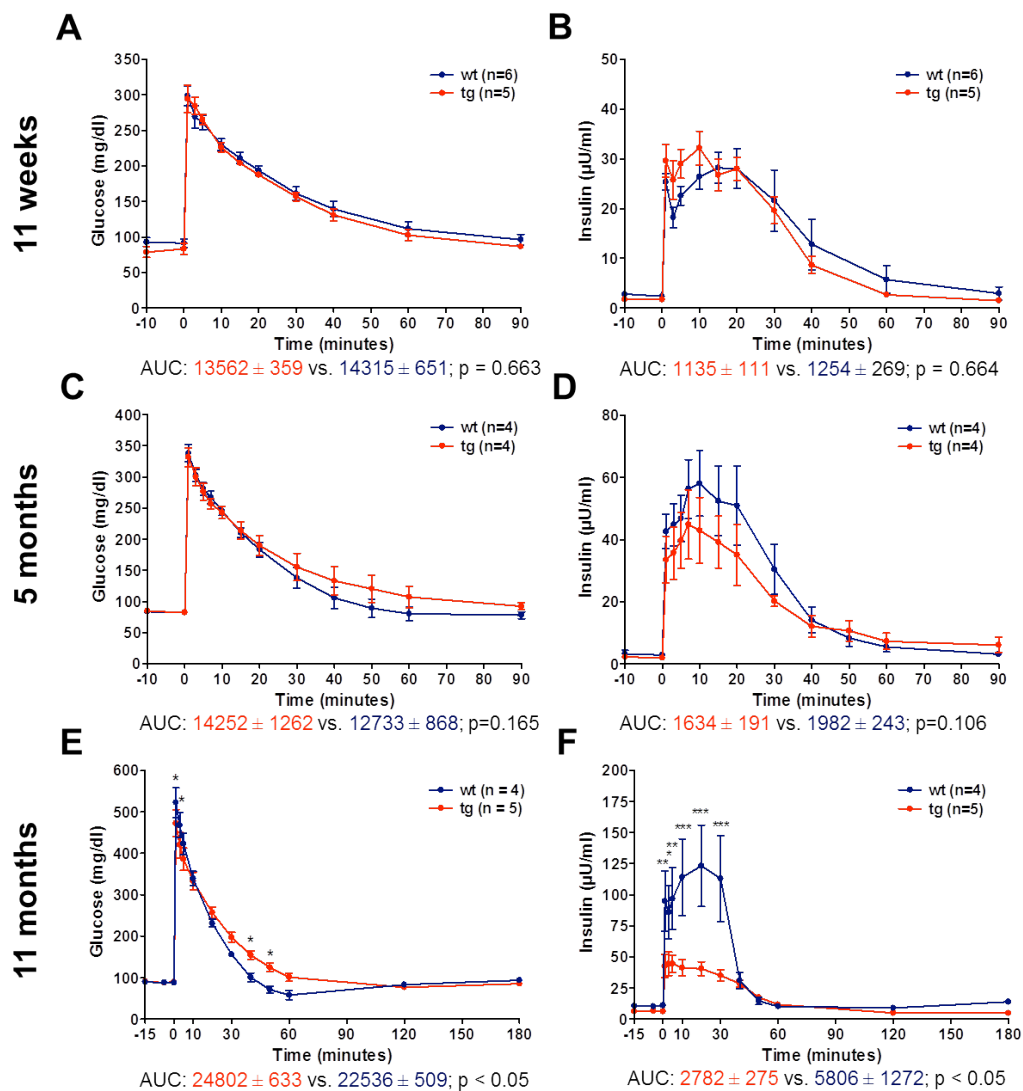 A
B
11 weeks
Glucose (mg/dl)
350
300
250
200
150
100
50
0
wt (n=6)
tg (n=5)
-10 0 10 20 30 40 50 60 70 80 90
Time (minutes)
AUC: 13562 ± 359 vs. 14315 ± 651; p = 0.663
Insulin (µU/ml)
50
40
30
20
10
0
wt (n=6)
tg (n=5)
-10 0 10 20 30 40 50 60 70 80 90
Time (minutes)
AUC: 1135 ± 111 vs. 1254 ± 269; p = 0.664
C
D
5 months
Glucose (mg/dl)
400
350
300
250
200
150
100
50
0
wt (n=4)
tg (n=4)
-10 0 10 20 30 40 50 60 70 80 90
Time (minutes)
AUC: 14252 ± 1262 vs. 12733 ± 868; p=0.165
Insulin (µU/ml)
80
60
40
20
0
wt (n=4)
tg (n=4)
-10 0 10 20 30 40 50 60 70 80 90
Time (minutes)
AUC: 1634 ± 191 vs. 1982 ± 243; p=0.106
E
F
11 months
Glucose (mg/dl)
600
500
400
300
200
100
0
wt (n = 4)
tg (n = 5)
* * * *
-15 0 30 60 90 120 150 180
Time (minutes)
AUC: 24802 ± 633 vs. 22536 ± 509; p < 0.05
Insulin (µU/ml)
200
175
150
125
100
75
50
25
0
wt (n=4)
tg (n=5)
** * ** *** *** ***
-15 0 10 30 60 90 120 150 180
Time (minutes)
AUC: 2782 ± 275 vs. 5806 ± 1272; p < 0.05